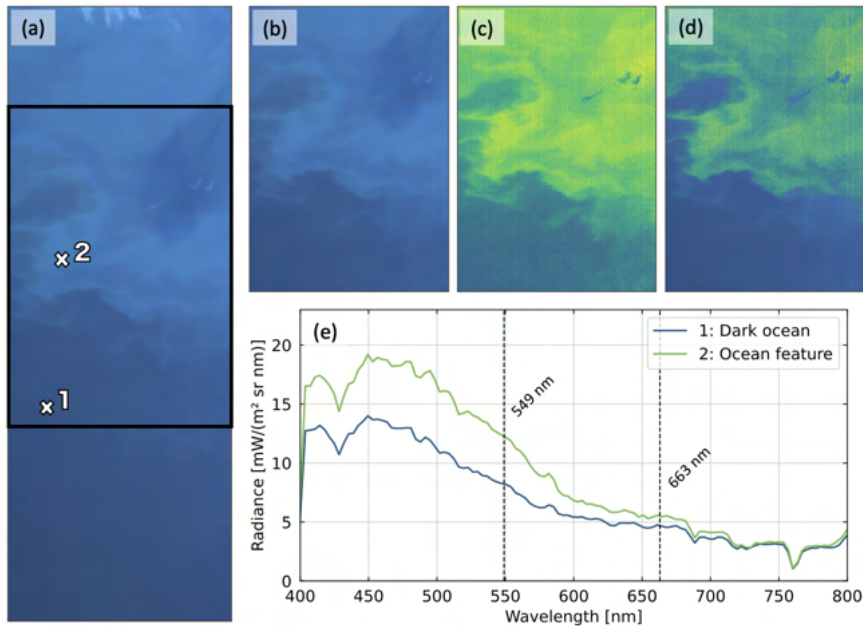 (a)
(b)
(c)
(d)
2
1
(e)
1: Dark ocean
2: Ocean feature
549 nm
663 nm
Radiance [mW/(m² sr nm)]
20
15
10
5
0
400
450
500
550
600
650
700
750
800
Wavelength [nm]